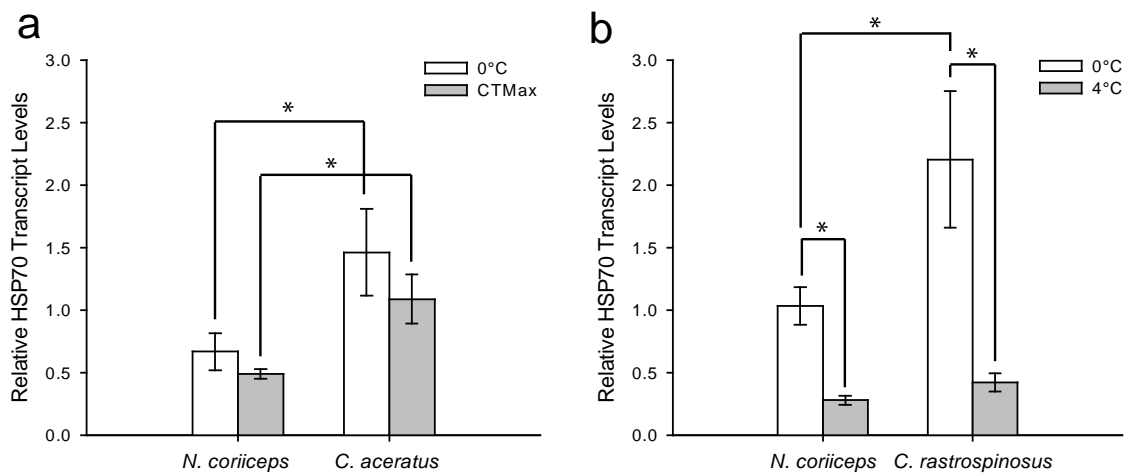 a
3.0
2.5
2.0
1.5
1.0
0.5
0.0
Relative HSP70 Transcript Levels
0°C
CTMax
*
*
N. coriiceps
C. aceratus
b
3.0
2.5
2.0
1.5
1.0
0.5
0.0
Relative HSP70 Transcript Levels
0°C
4°C
*
*
*
N. coriiceps
C. rastrospinosus